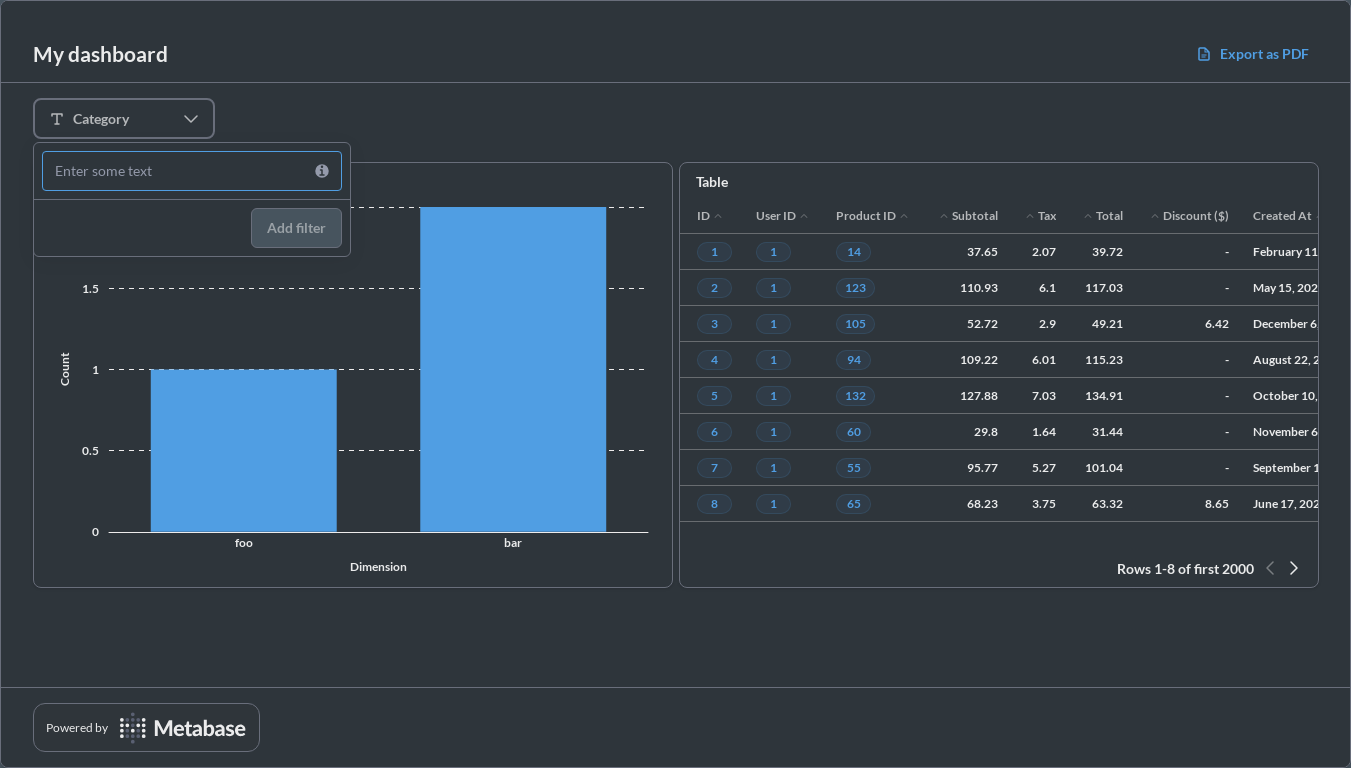 My dashboard
Export as PDF
Category
Enter some text
Add filter
1.5
1
0.5
0
Count
foo
bar
Dimension
Table
ID User ID Product ID Subtotal Tax Total Discount ($) Created At
1 1 14 37.65 2.07 39.72 - February 11
2 1 123 110.93 6.1 117.03 - May 15, 202
3 1 105 52.72 2.9 49.21 6.42 December 6,
4 1 94 109.22 6.01 115.23 - August 22, 2
5 1 132 127.88 7.03 134.91 - October 10,
6 1 60 29.8 1.64 31.44 - November 6
7 1 55 95.77 5.27 101.04 - September 1
8 1 65 68.23 3.75 63.32 8.65 June 17, 202
Rows 1-8 of first 2000
Powered by Metabase